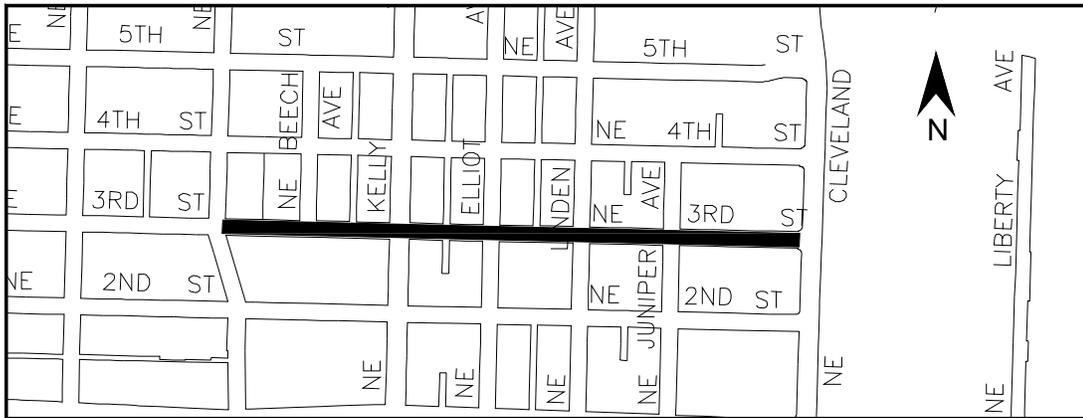 NE
NE
AVE
E
5TH ST
NE
5TH ST
BEECH
AVE
AVE
CLEVELAND
N
E
4TH ST
NE 4TH ST
KELLY
ELLIOT
LIBERTY
E
3RD ST
NE
LINDEN
NE
AVE
3RD ST
NE
2ND ST
NE
JUNIPER
2ND ST
NE
NE
NE
NE
NE
NE